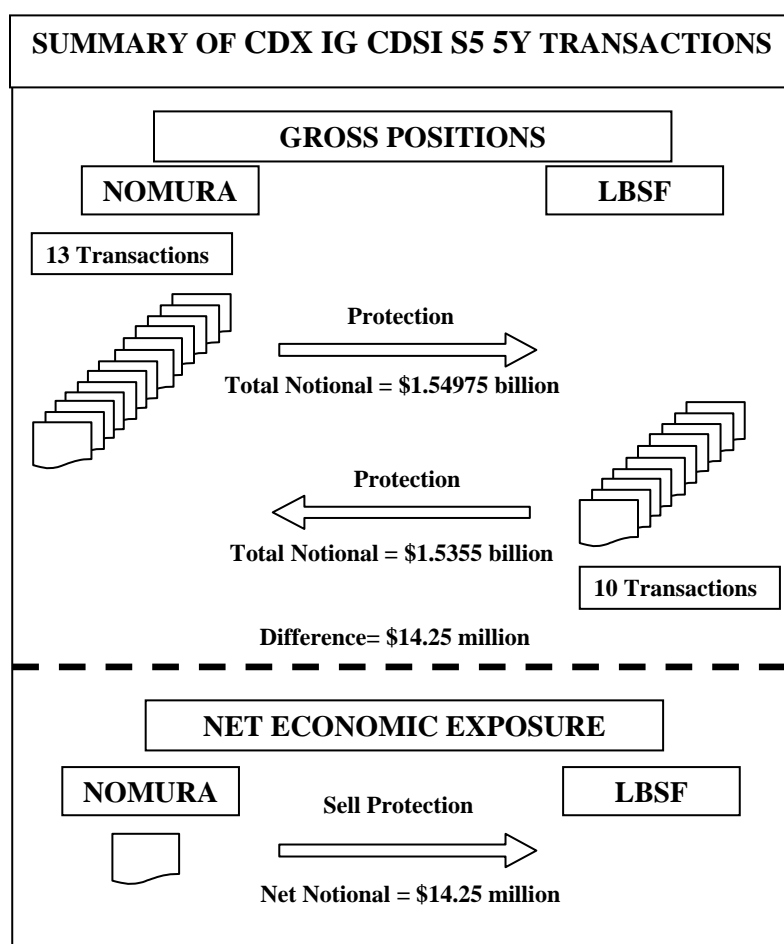 SUMMARY OF CDX IG CDSI S5 5Y TRANSACTIONS
GROSS POSITIONS
NOMURA
LBSF
13 Transactions
Protection
Total Notional = $1.54975 billion
Protection
Total Notional = $1.5355 billion
10 Transactions
Difference= $14.25 million
NET ECONOMIC EXPOSURE
NOMURA
LBSF
Sell Protection
Net Notional = $14.25 million